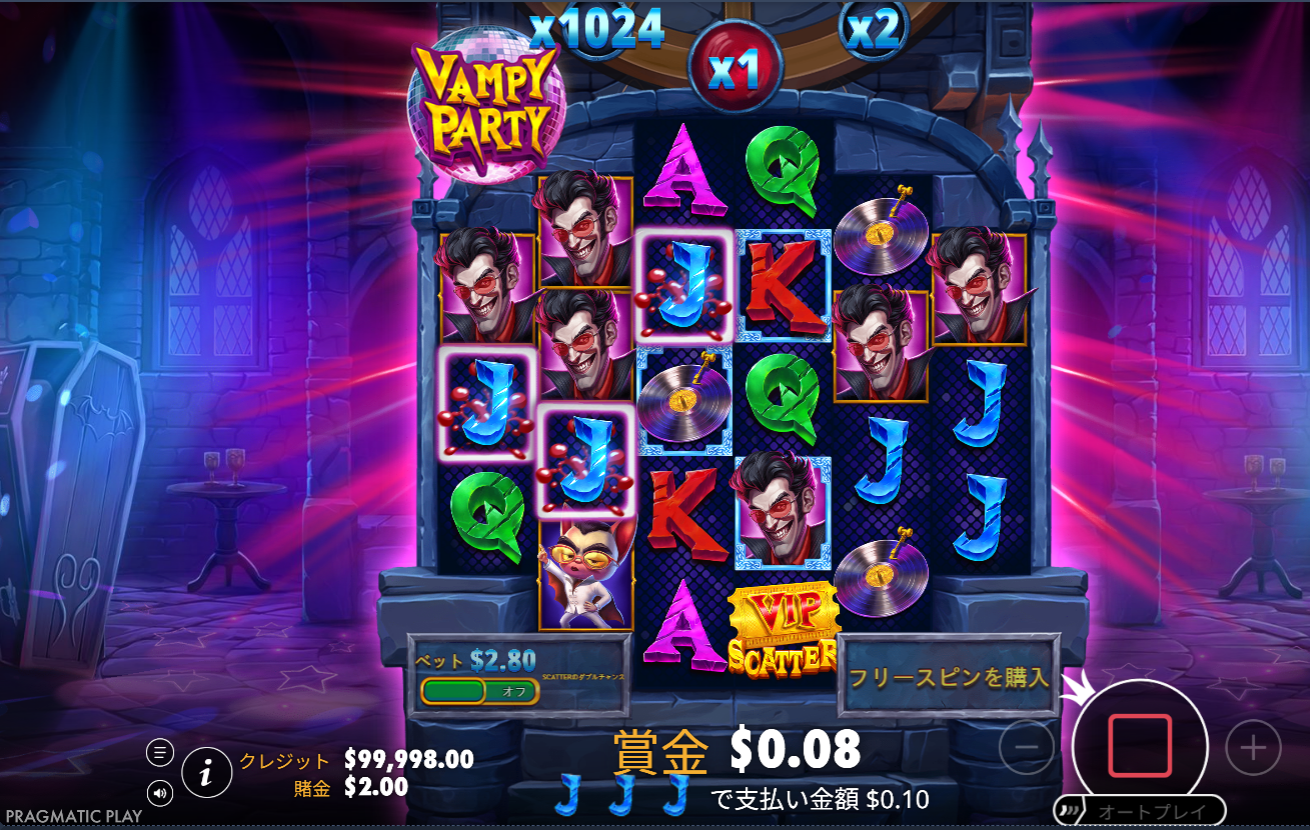 x1024
x1
x2
VAMPY
PARTY
A
Q
J
K
J
Q
J
J
Q
K
J
J
A
VIP
SCATTER
ベット $2.80
SCATTERのダブルチャンス
オフ
フリースピンを購入
クレジット $99,998.00
賭金 $2.00
賞金 $0.08
J J J で支払い金額 $0.10
オートプレイ
PRAGMATIC PLAY